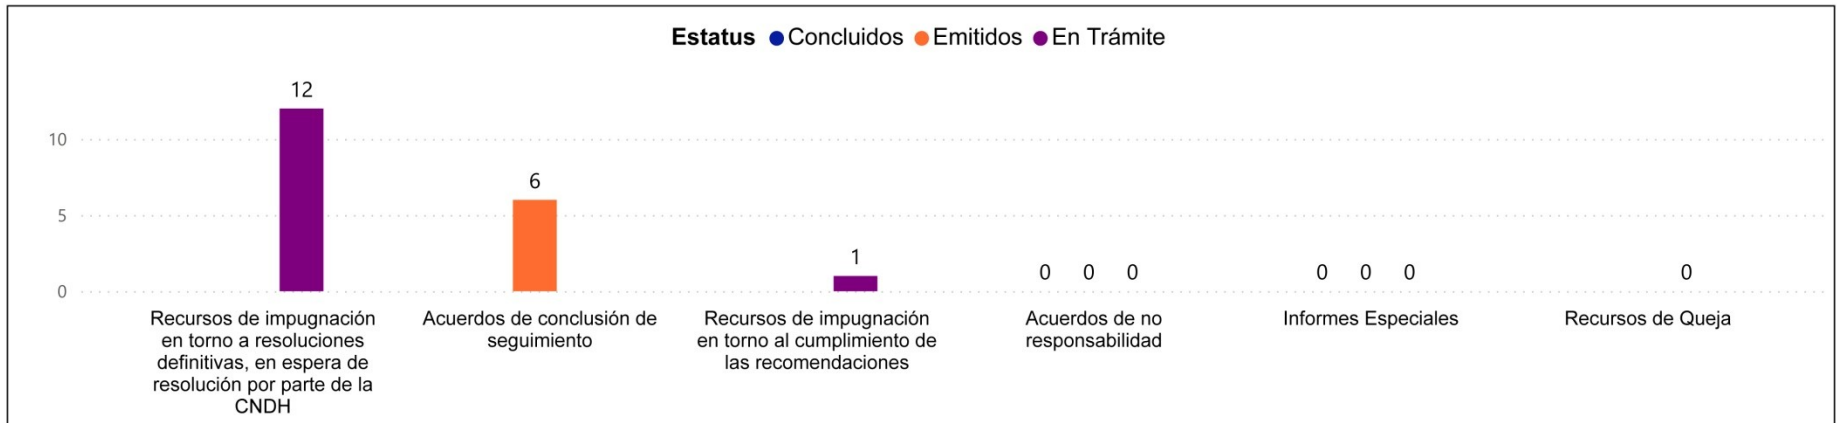 Estatus Concluidos Emitidos En Trámite
12
10
6
5
1
0 0 0
0 0 0
0
0
Recursos de impugnación
en torno a resoluciones
definitivas, en espera de
resolución por parte de la
CNDH
Acuerdos de conclusión de
seguimiento
Recursos de impugnación
en torno al cumplimiento de
las recomendaciones
Acuerdos de no
responsabilidad
Informes Especiales
Recursos de Queja